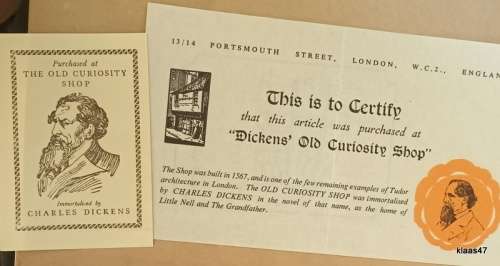 Purchased at
THE OLD CURIOSITY
SHOP
Immortalised by
CHARLES DICKENS
13/14 PORTSMOUTH STREET, LONDON, W.C.2., ENGLAN
This is to Certify
that this article was purchased at
"Dickens' Old Curiosity Shop"
The Shop was built in 1567, and is one of the few remaining examples of Tudor
architecture in London. The OLD CURIOSITY SHOP was immortalised
by CHARLES DICKENS in the novel of that name, as the home of
Little Nell and The Grandfather.
klaas47